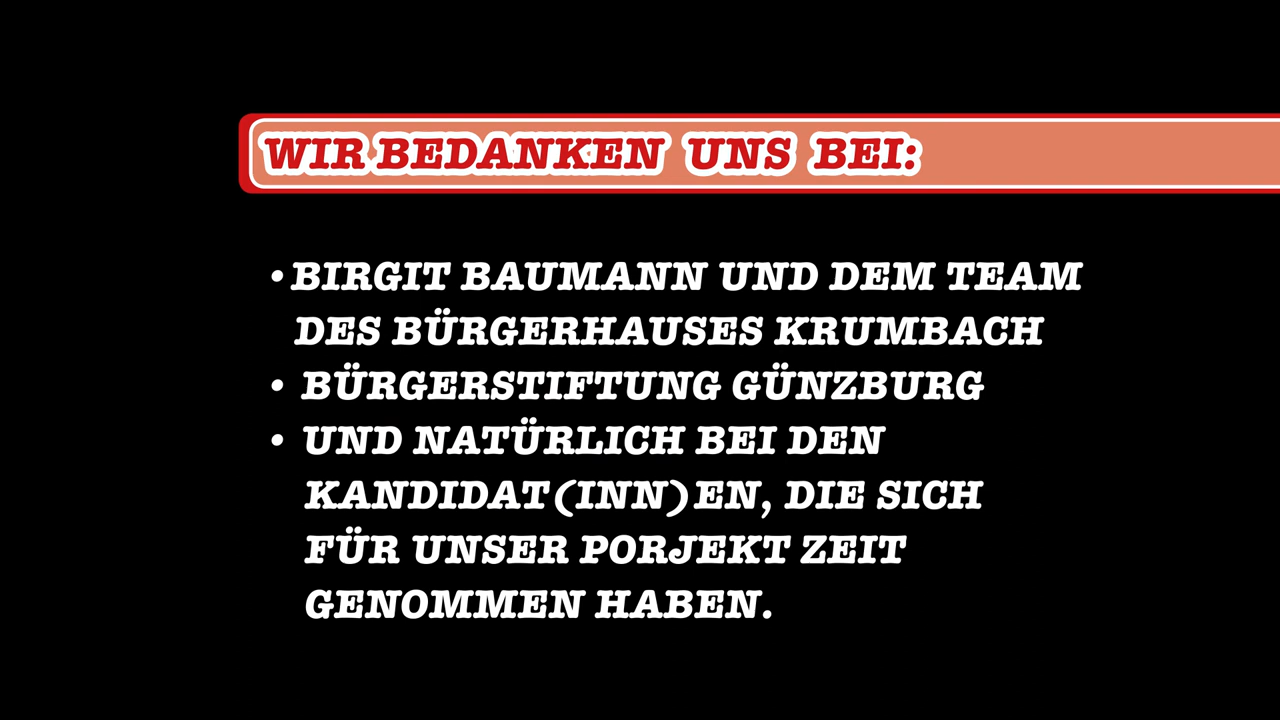 WIR BEDANKEN UNS BEI:
• BIRGIT BAUMANN UND DEM TEAM
DES BÜRGERHAUSES KRUMBACH
• BÜRGERSTIFTUNG GÜNZBURG
• UND NATÜRLICH BEI DEN
KANDIDAT(INN)EN, DIE SICH
FÜR UNSER PORJEKT ZEIT
GENOMMEN HABEN.